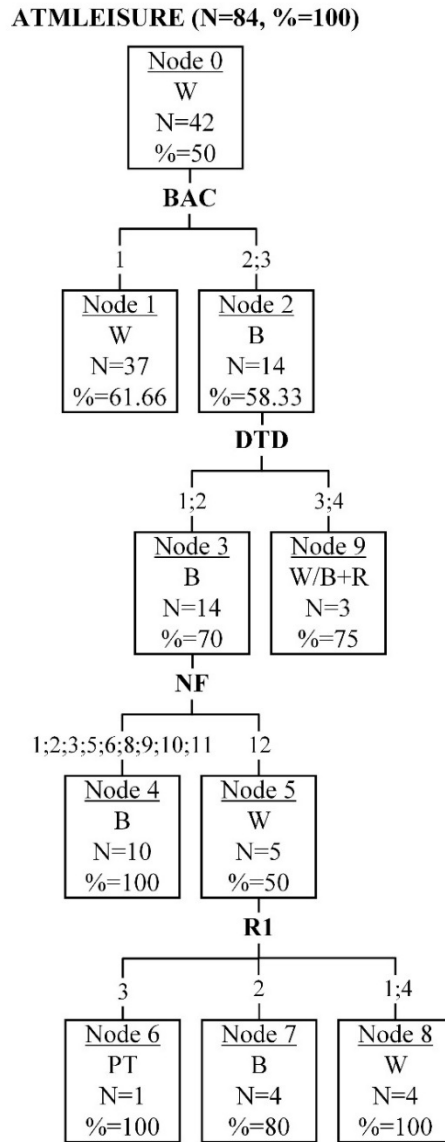 ATMLEISURE (N=84, %=100)
Node 0
W
N=42
%=50
BAC
1
2;3
Node 1
W
N=37
%=61.66
Node 2
B
N=14
%=58.33
DTD
1;2
3;4
Node 3
B
N=14
%=70
Node 9
W/B+R
N=3
%=75
NF
1;2;3;5;6;8;9;10;11
12
Node 4
B
N=10
%=100
Node 5
W
N=5
%=50
R1
3
2
1;4
Node 6
PT
N=1
%=100
Node 7
B
N=4
%=80
Node 8
W
N=4
%=100